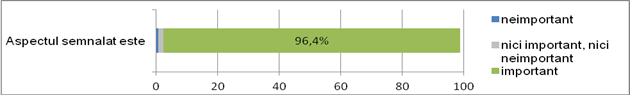 neimportant
Aspectul semnalat este
96,4%
nici important, nici
neimportant
important
0 20 40 60 80 100